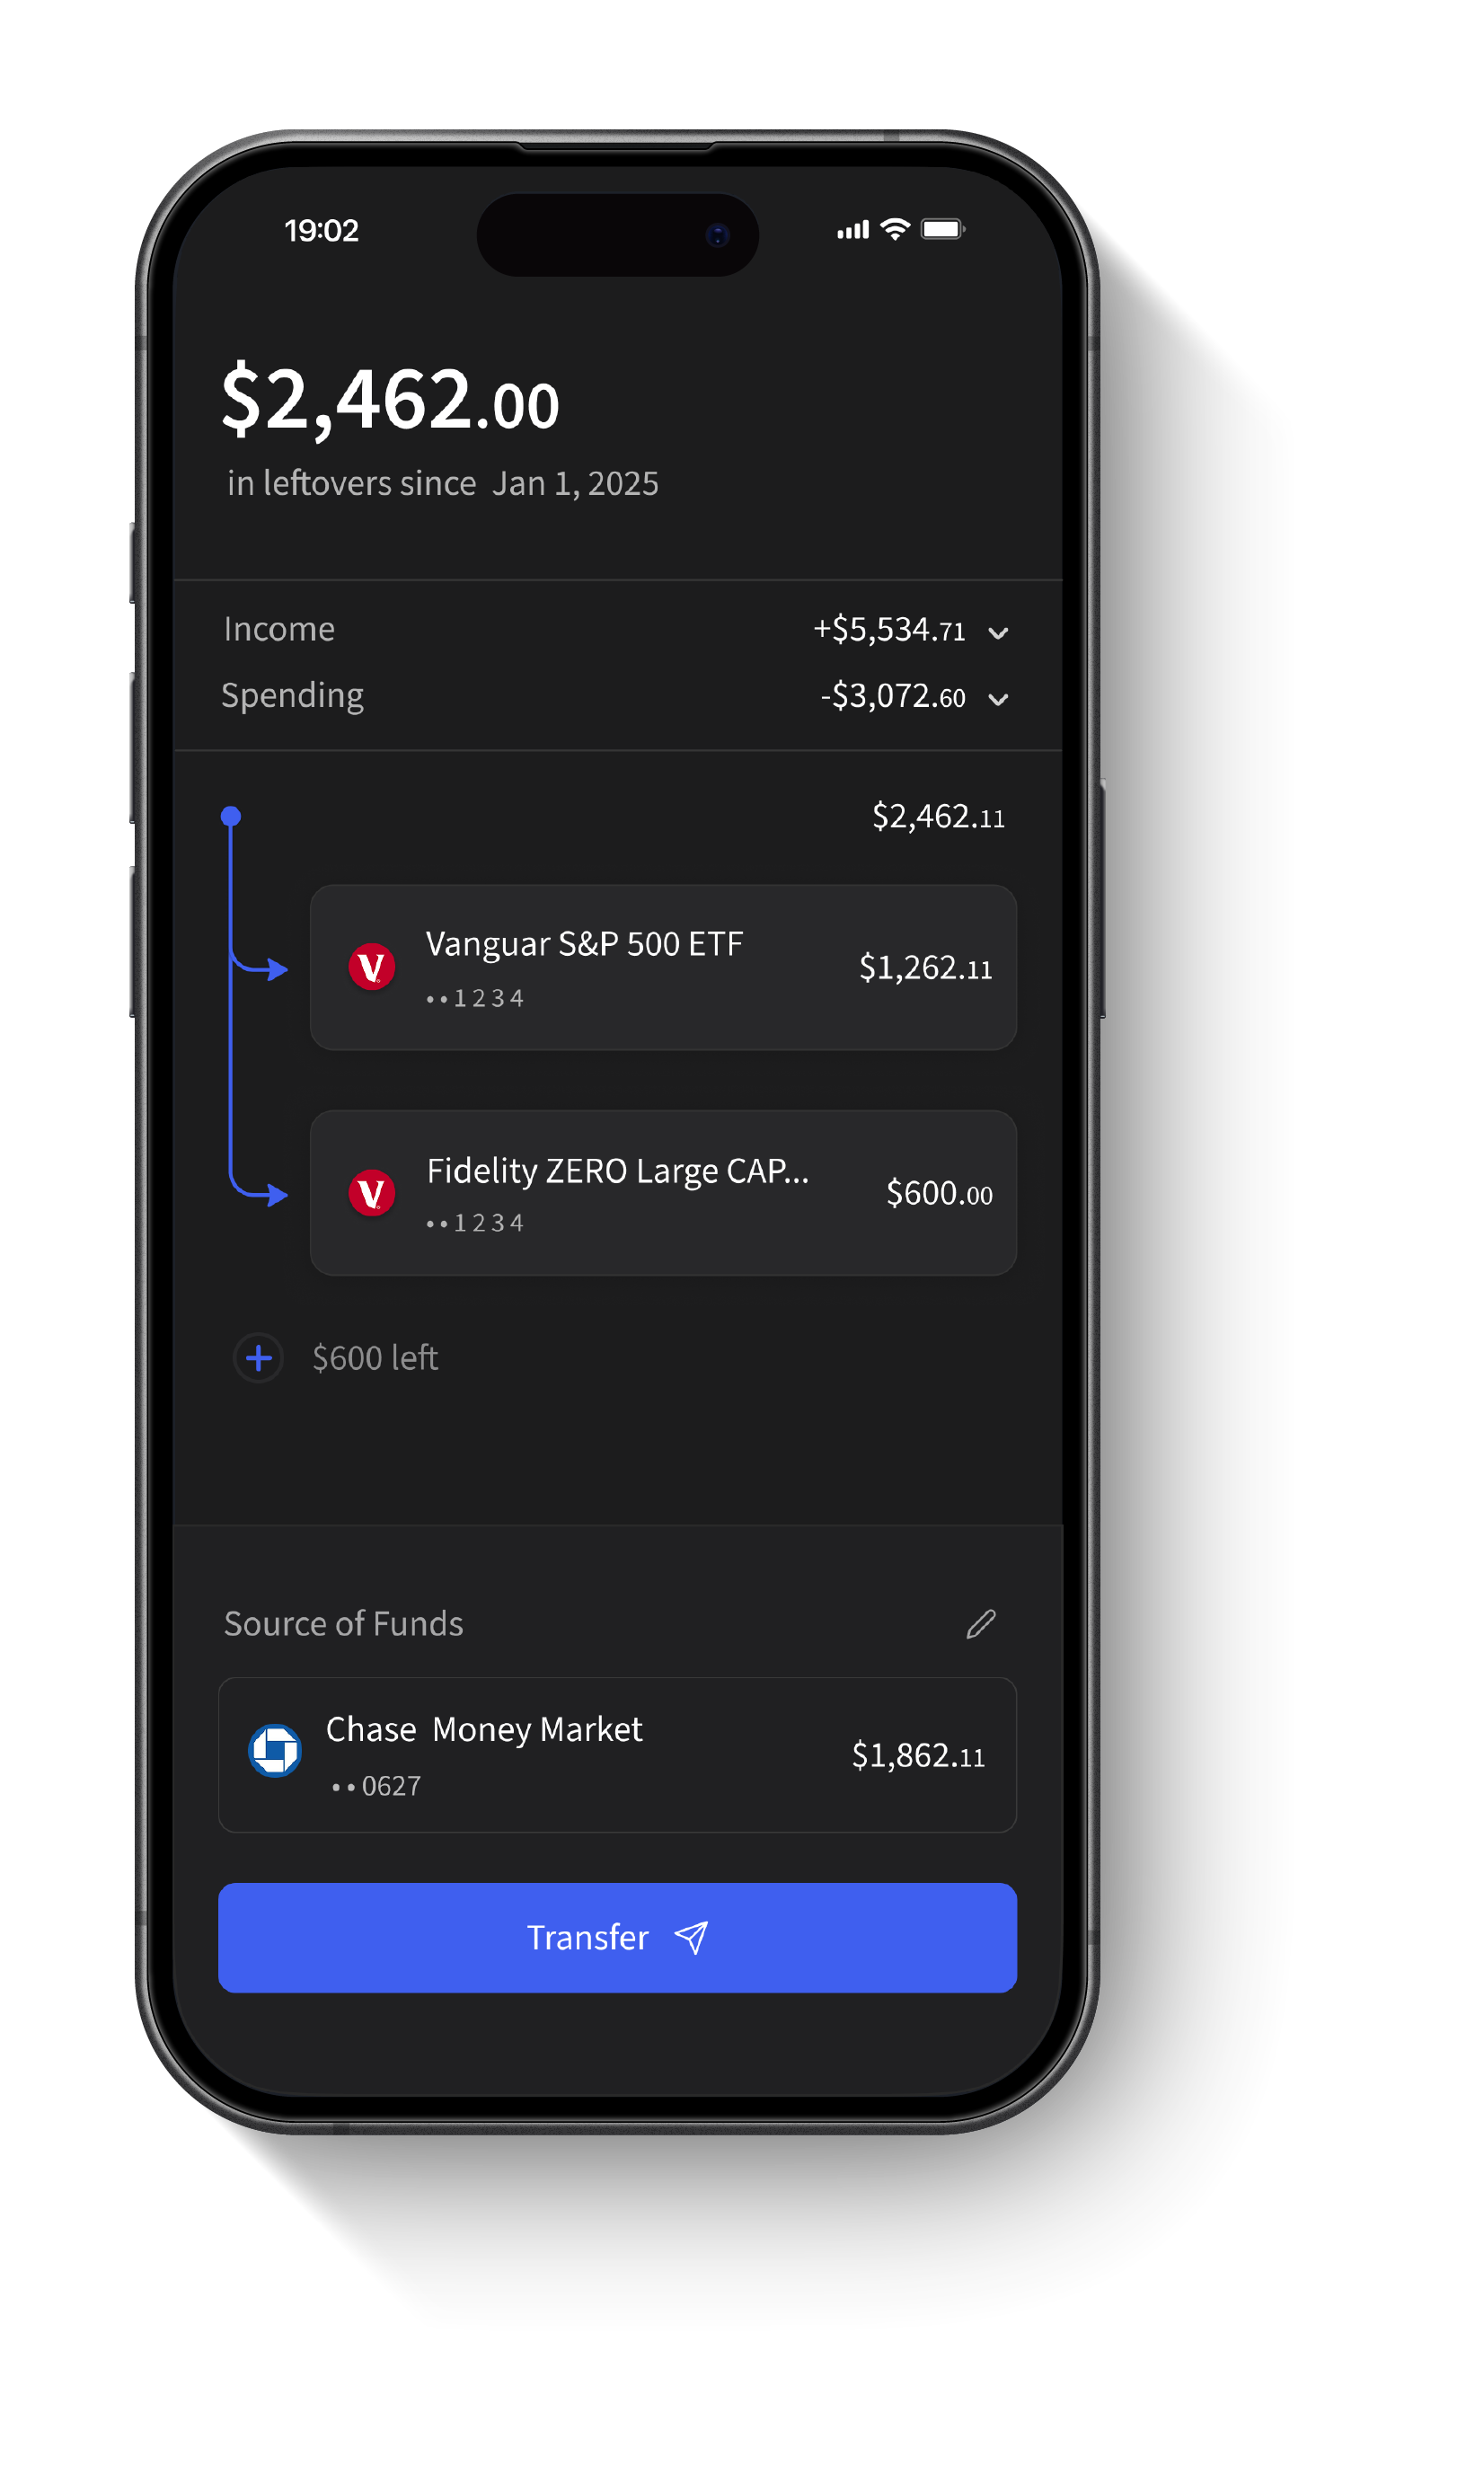 19:02
$2,462.00
in leftovers since Jan 1, 2025
Income +$5,534.71
Spending -$3,072.60
$2,462.11
Vanguar S&P 500 ETF
$1,262.11
••1234
Fidelity ZERO Large CAP...
$600.00
••1234
$600 left
Source of Funds
Chase Money Market
$1,862.11
••0627
Transfer